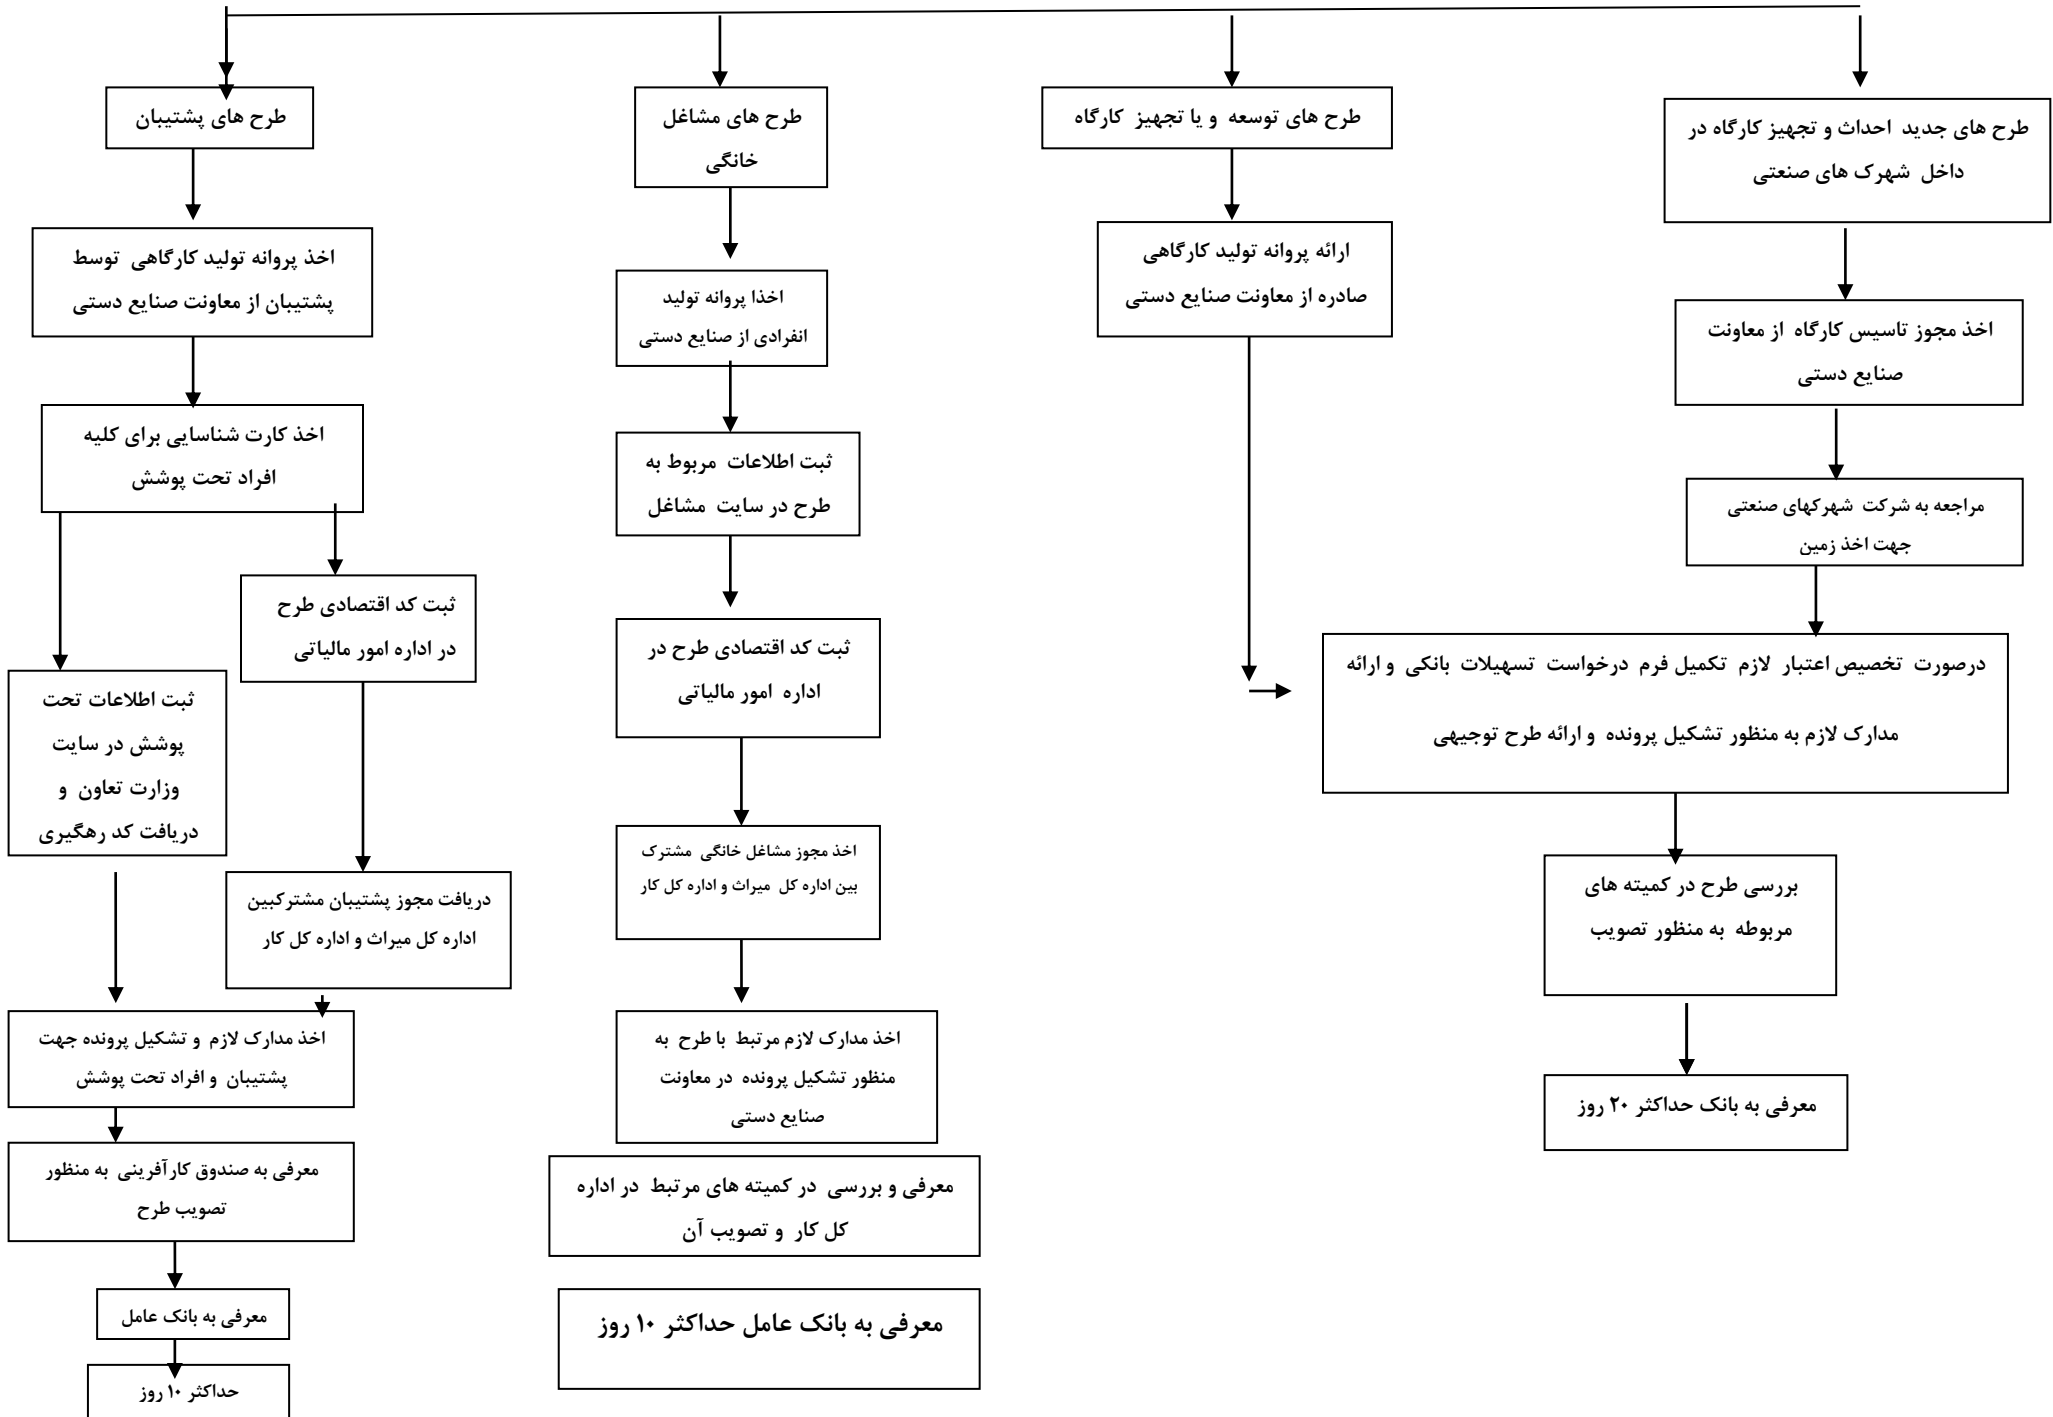 طرح های جدید احداث و تجهیز کارگاه در
داخل شهرک های صنعتی
اخذ مجوز تاسیس کارگاه از معاونت
صنایع دستی
مراجعه به شرکت شهرکهای صنعتی
جهت اخذ زمین
طرح های توسعه و یا تجهیز کارگاه
ارائه پروانه تولید کارگاهی
صادره از معاونت صنایع دستی
درصورت تخصیص اعتبار لازم تکمیل فرم درخواست تسهیلات بانکی و ارائه
مدارک لازم به منظور تشکیل پرونده و ارائه طرح توجیهی
بررسی طرح در کمیته های
مربوطه به منظور تصویب
معرفی به بانک حداکثر ۲۰ روز
طرح های مشاغل
خانگی
اخذا پروانه تولید
انفرادی از صنایع دستی
ثبت اطلاعات مربوط به
طرح در سایت مشاغل
ثبت کد اقتصادی طرح در
اداره امور مالیاتی
اخذ مجوز مشاغل خانگی مشترک
بین اداره کل میراث و اداره کل کار
اخذ مدارک لازم مرتبط با طرح به
منظور تشکیل پرونده در معاونت
صنایع دستی
معرفی و بررسی در کمیته های مرتبط در اداره
کل کار و تصویب آن
معرفی به بانک عامل حداکثر ۱۰ روز
طرح های پشتیبان
اخذ پروانه تولید کارگاهی توسط
پشتیبان از معاونت صنایع دستی
اخذ کارت شناسایی برای کلیه
افراد تحت پوشش
ثبت کد اقتصادی طرح
در اداره امور مالیاتی
دریافت مجوز پشتیبان مشترکبین
اداره کل میراث و اداره کل کار
ثبت اطلاعات تحت
پوشش در سایت
وزارت تعاون و
دریافت کد رهگیری
اخذ مدارک لازم و تشکیل پرونده جهت
پشتیبان و افراد تحت پوشش
معرفی به صندوق کارآفرینی به منظور
تصویب طرح
معرفی به بانک عامل
حداکثر ۱۰ روز